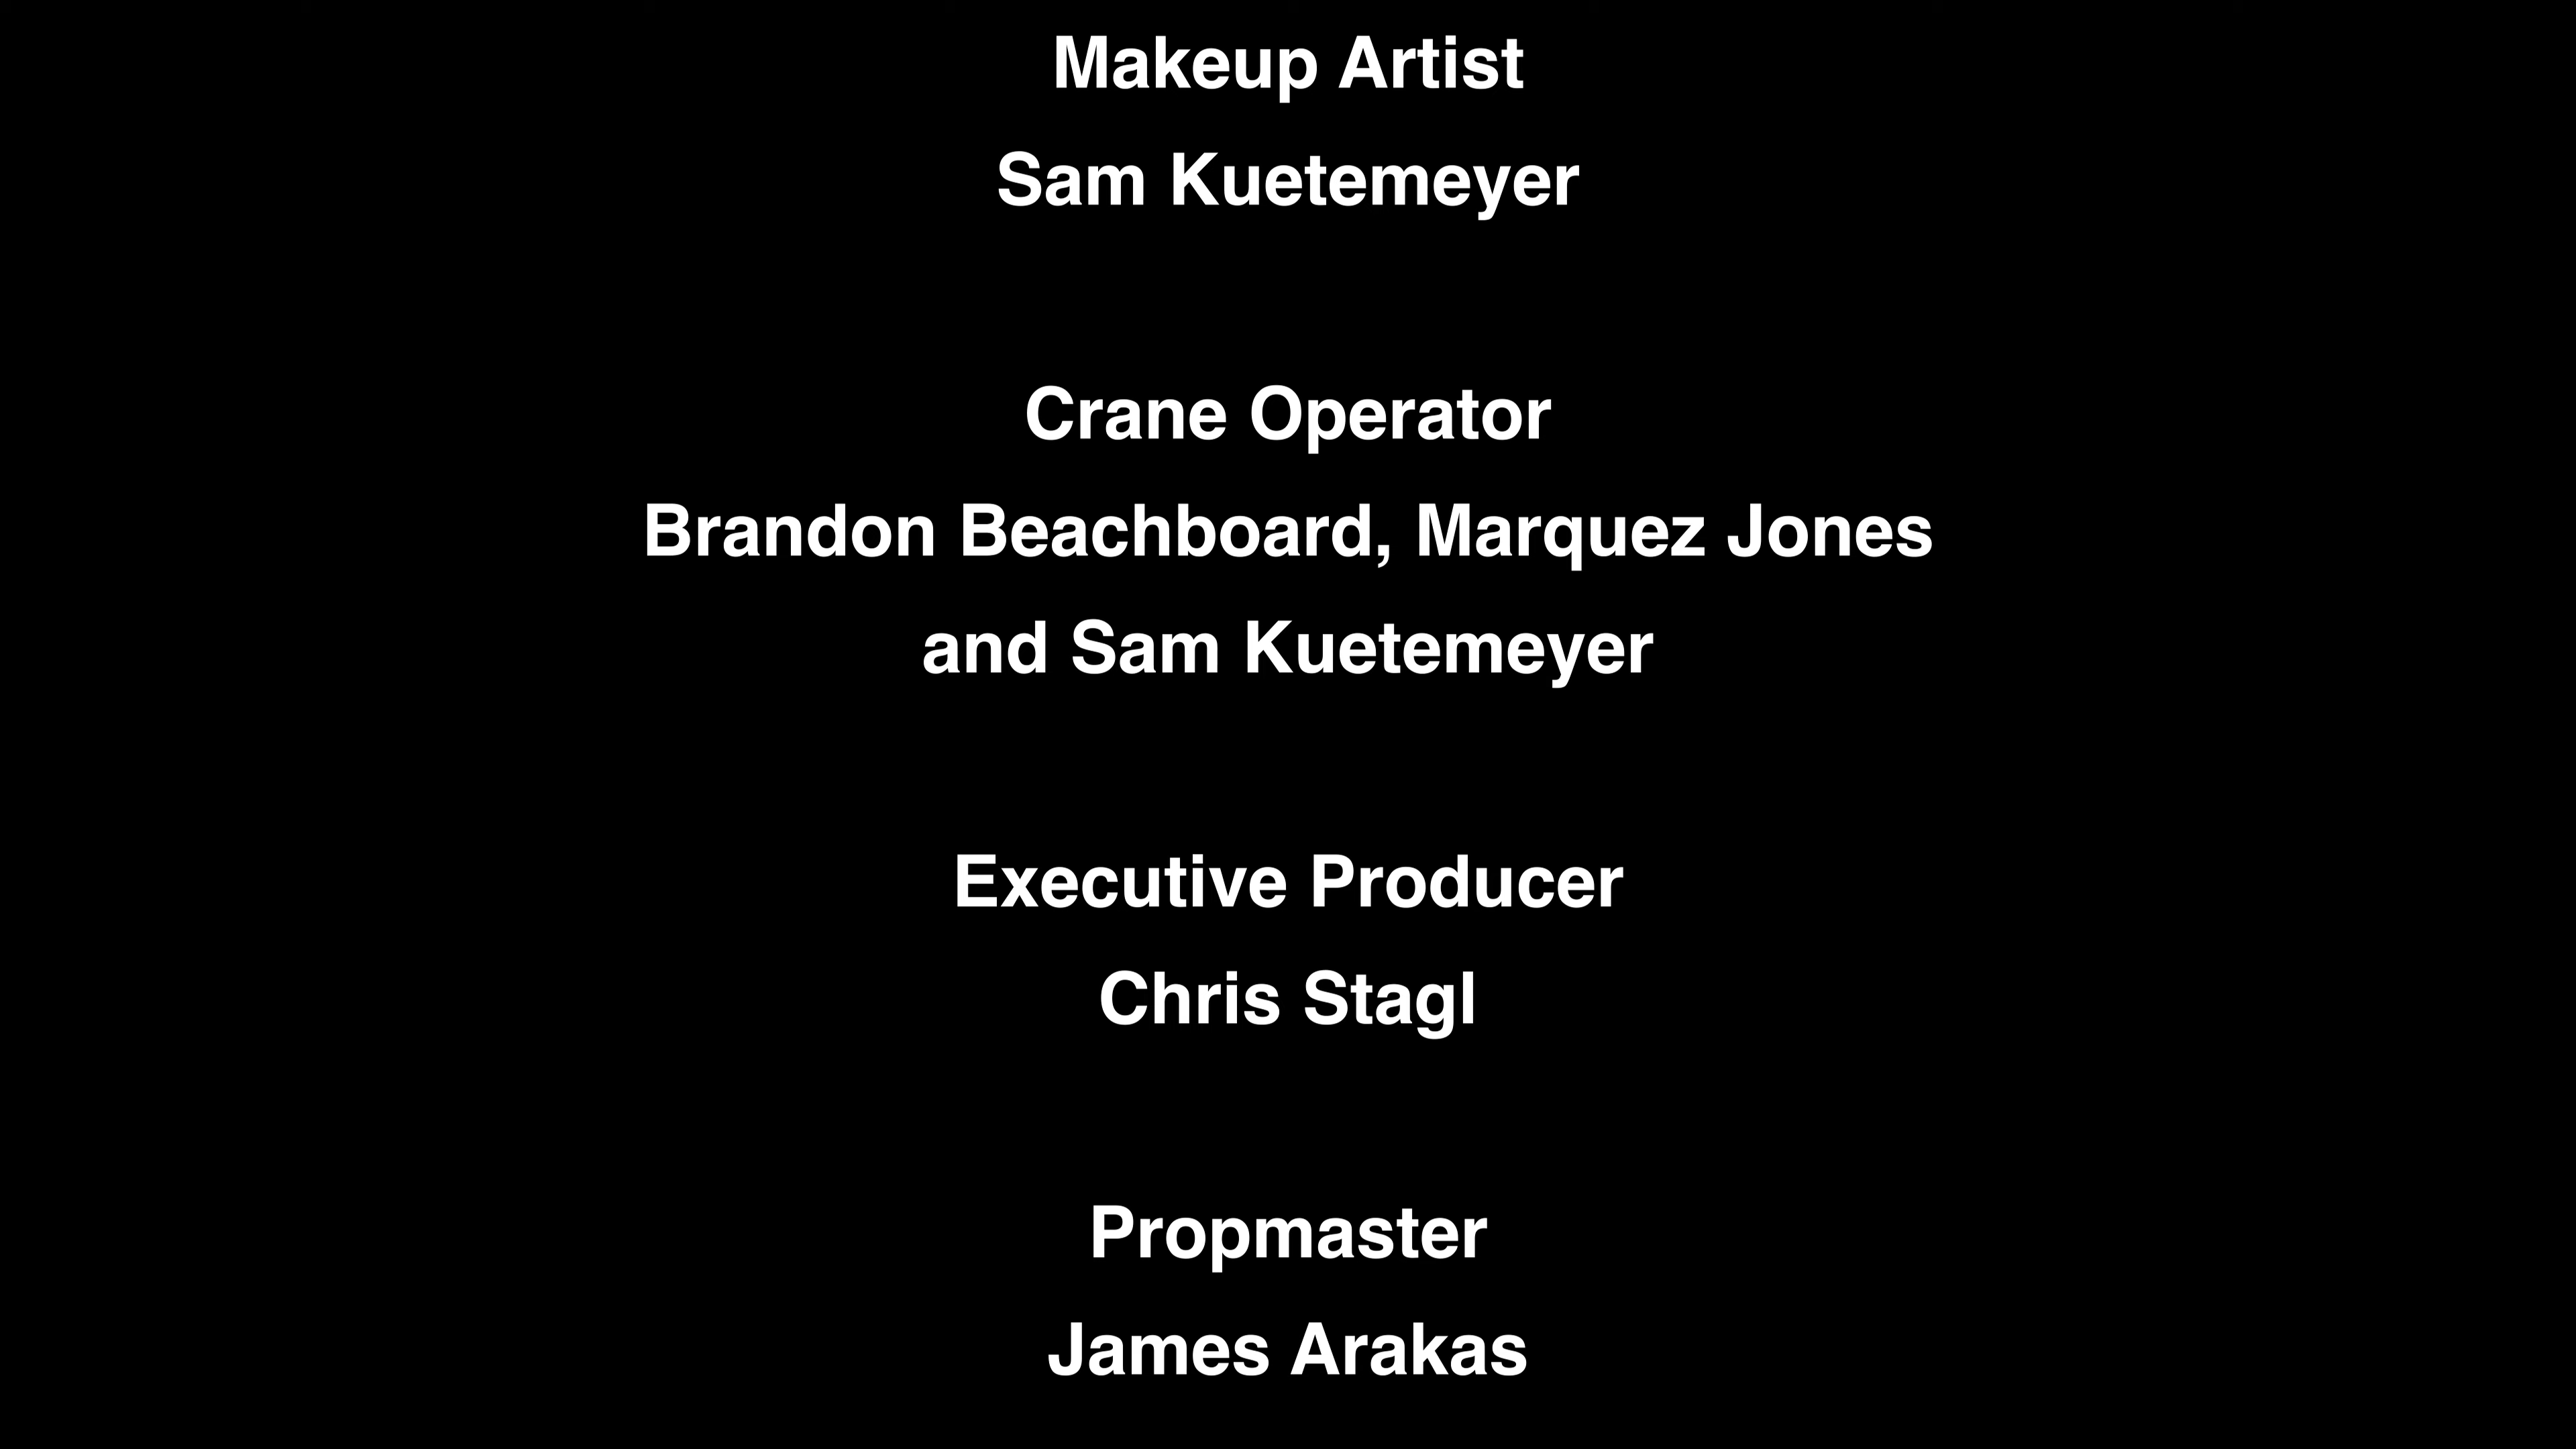 Makeup Artist
Sam Kuetemeyer
Crane Operator
Brandon Beachboard, Marquez Jones
and Sam Kuetemeyer
Executive Producer
Chris Stagl
Propmaster
James Arakas